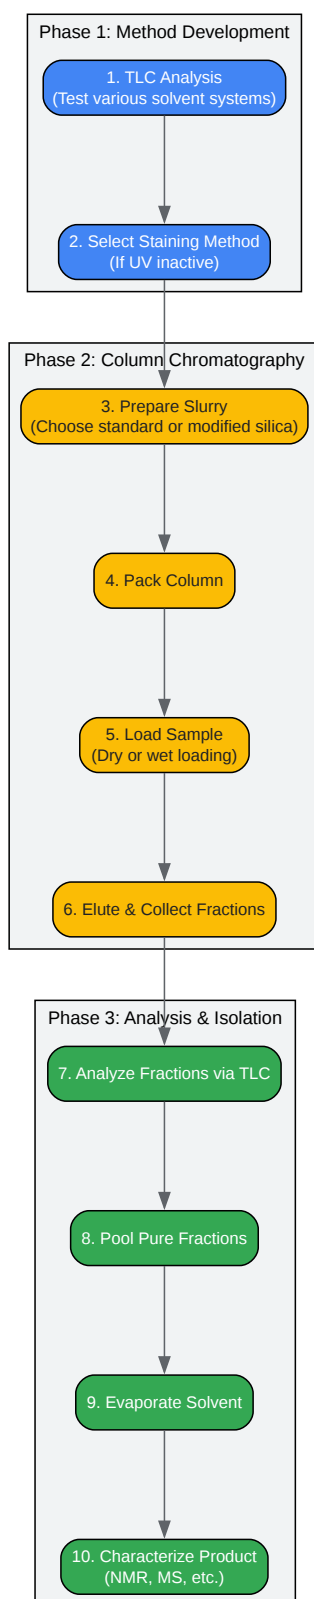 Phase 1: Method Development
1. TLC Analysis
(Test various solvent systems)
2. Select Staining Method
(If UV inactive)
Phase 2: Column Chromatography
3. Prepare Slurry
(Choose standard or modified silica)
4. Pack Column
5. Load Sample
(Dry or wet loading)
6. Elute & Collect Fractions
Phase 3: Analysis & Isolation
7. Analyze Fractions via TLC
8. Pool Pure Fractions
9. Evaporate Solvent
10. Characterize Product
(NMR, MS, etc.)